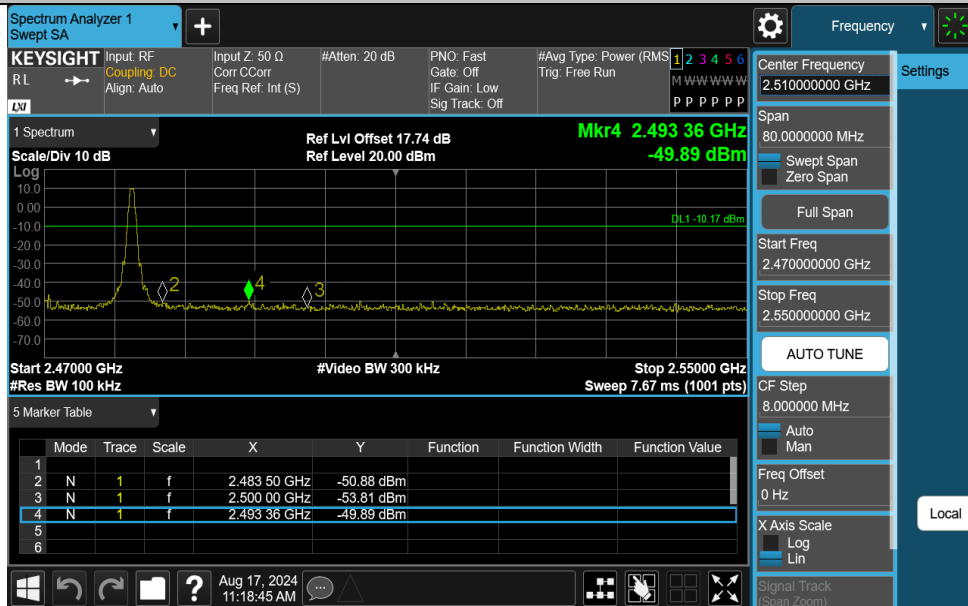 Spectrum Analyzer 1
Swept SA
+
Frequency
KEYSIGHT
RL
LXI
Input: RF
Coupling: DC
Align: Auto
Input Z: 50 Ω
Corr CCorr
Freq Ref: Int (S)
#Atten: 20 dB
PNO: Fast
Gate: Off
IF Gain: Low
Sig Track: Off
#Avg Type: Power (RMS
Trig: Free Run
1 2 3 4 5 6
M W W W W W
P P P P P P
1 Spectrum
Scale/Div 10 dB
Log
Ref Lvl Offset 17.74 dB
Ref Level 20.00 dBm
Mkr4 2.493 36 GHz
-49.89 dBm
10.0
0.00
-10.0
-20.0
-30.0
-40.0
-50.0
-60.0
-70.0
DL1 -10.17 dBm
2
4
3
Start 2.47000 GHz
#Res BW 100 kHz
#Video BW 300 kHz
Stop 2.55000 GHz
Sweep 7.67 ms (1001 pts)
5 Marker Table
Mode Trace Scale X Y Function Function Width Function Value
1
2 N 1 f 2.483 50 GHz -50.88 dBm
3 N 1 f 2.500 00 GHz -53.81 dBm
4 N 1 f 2.493 36 GHz -49.89 dBm
5
6
?
Aug 17, 2024
11:18:45 AM
Center Frequency
2.510000000 GHz
Settings
Span
80.0000000 MHz
Swept Span
Zero Span
Full Span
Start Freq
2.470000000 GHz
Stop Freq
2.550000000 GHz
AUTO TUNE
CF Step
8.000000 MHz
Auto
Man
Freq Offset
0 Hz
Local
X Axis Scale
Log
Lin
Signal Track
(Span Zoom)